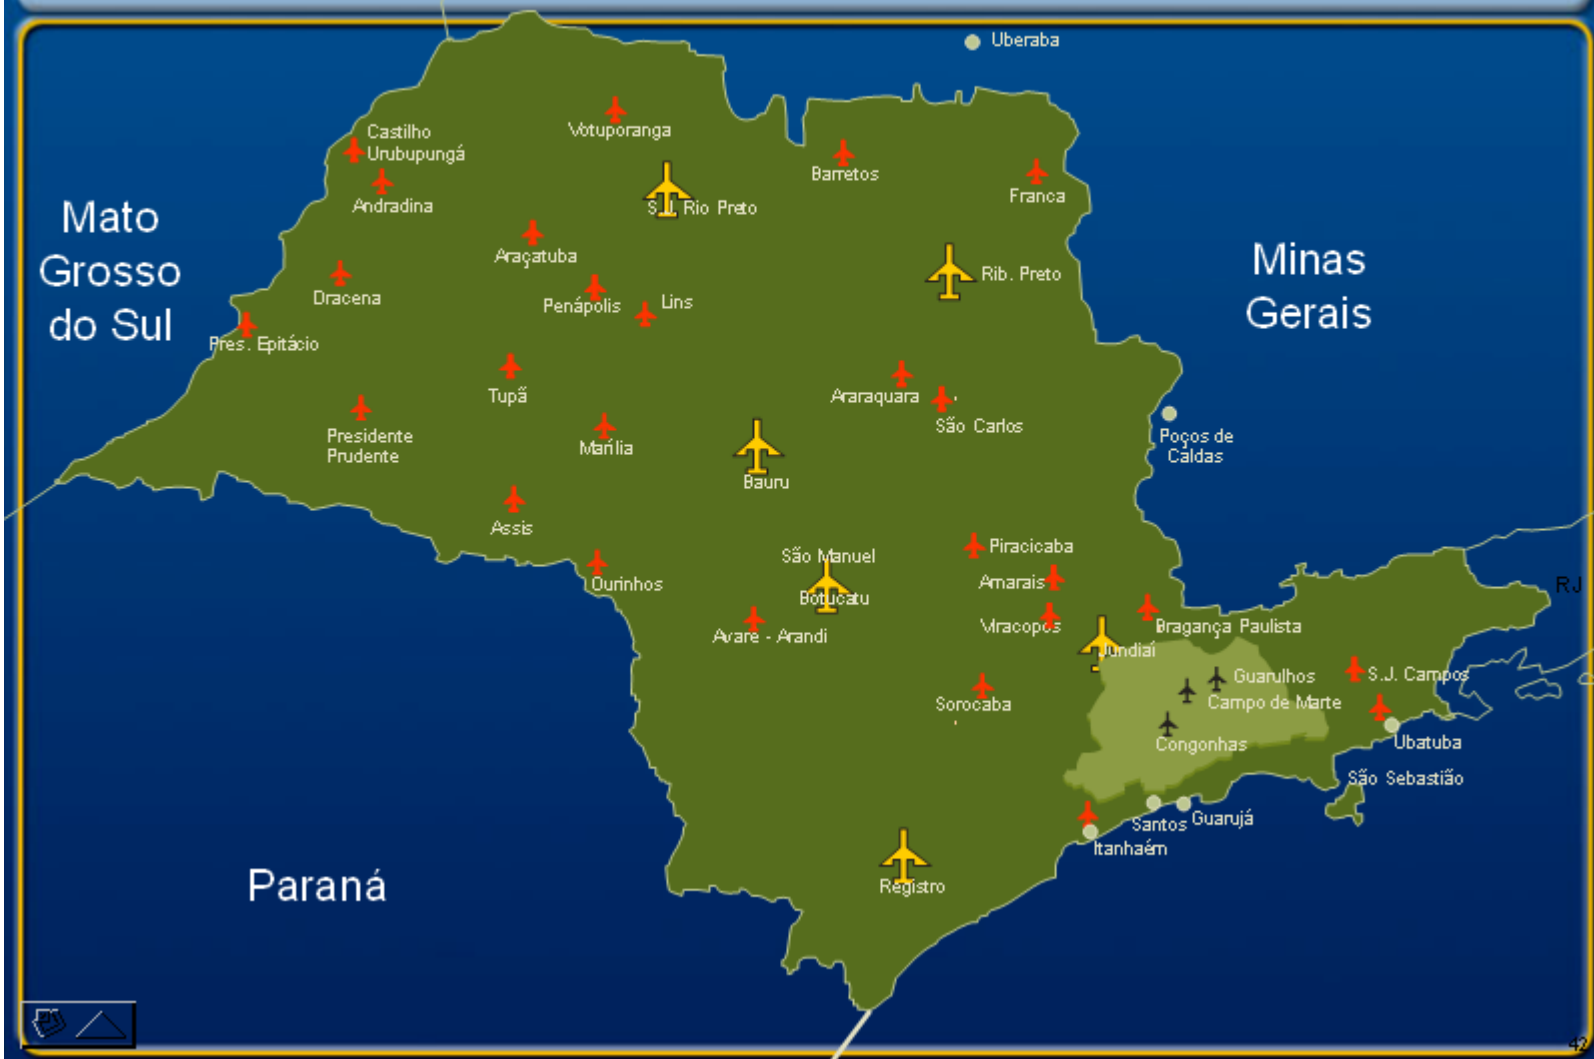 Uberaba
Castilho
Urubupungá
Votuporanga
Barretos
Franca
Andradina
S.J. Rio Preto
Mato
Grosso
do Sul
Araçatuba
Minas
Gerais
Rib. Preto
Dracena
Penápolis
Lins
Pres. Epitácio
Tupã
Araraquara
São Carlos
Presidente
Prudente
Marília
Poços de
Caldas
Bauru
Assis
São Manuel
Piracicaba
Amarais
Ourinhos
Botucatu
RJ
Avaré - Arandi
Viracopos
Bragança Paulista
Jundiaí
Guarulhos
S.J. Campos
Sorocaba
Campo de Marte
Congonhas
Ubatuba
São Sebastião
Santos
Guarujá
Itanhaém
Paraná
Registro